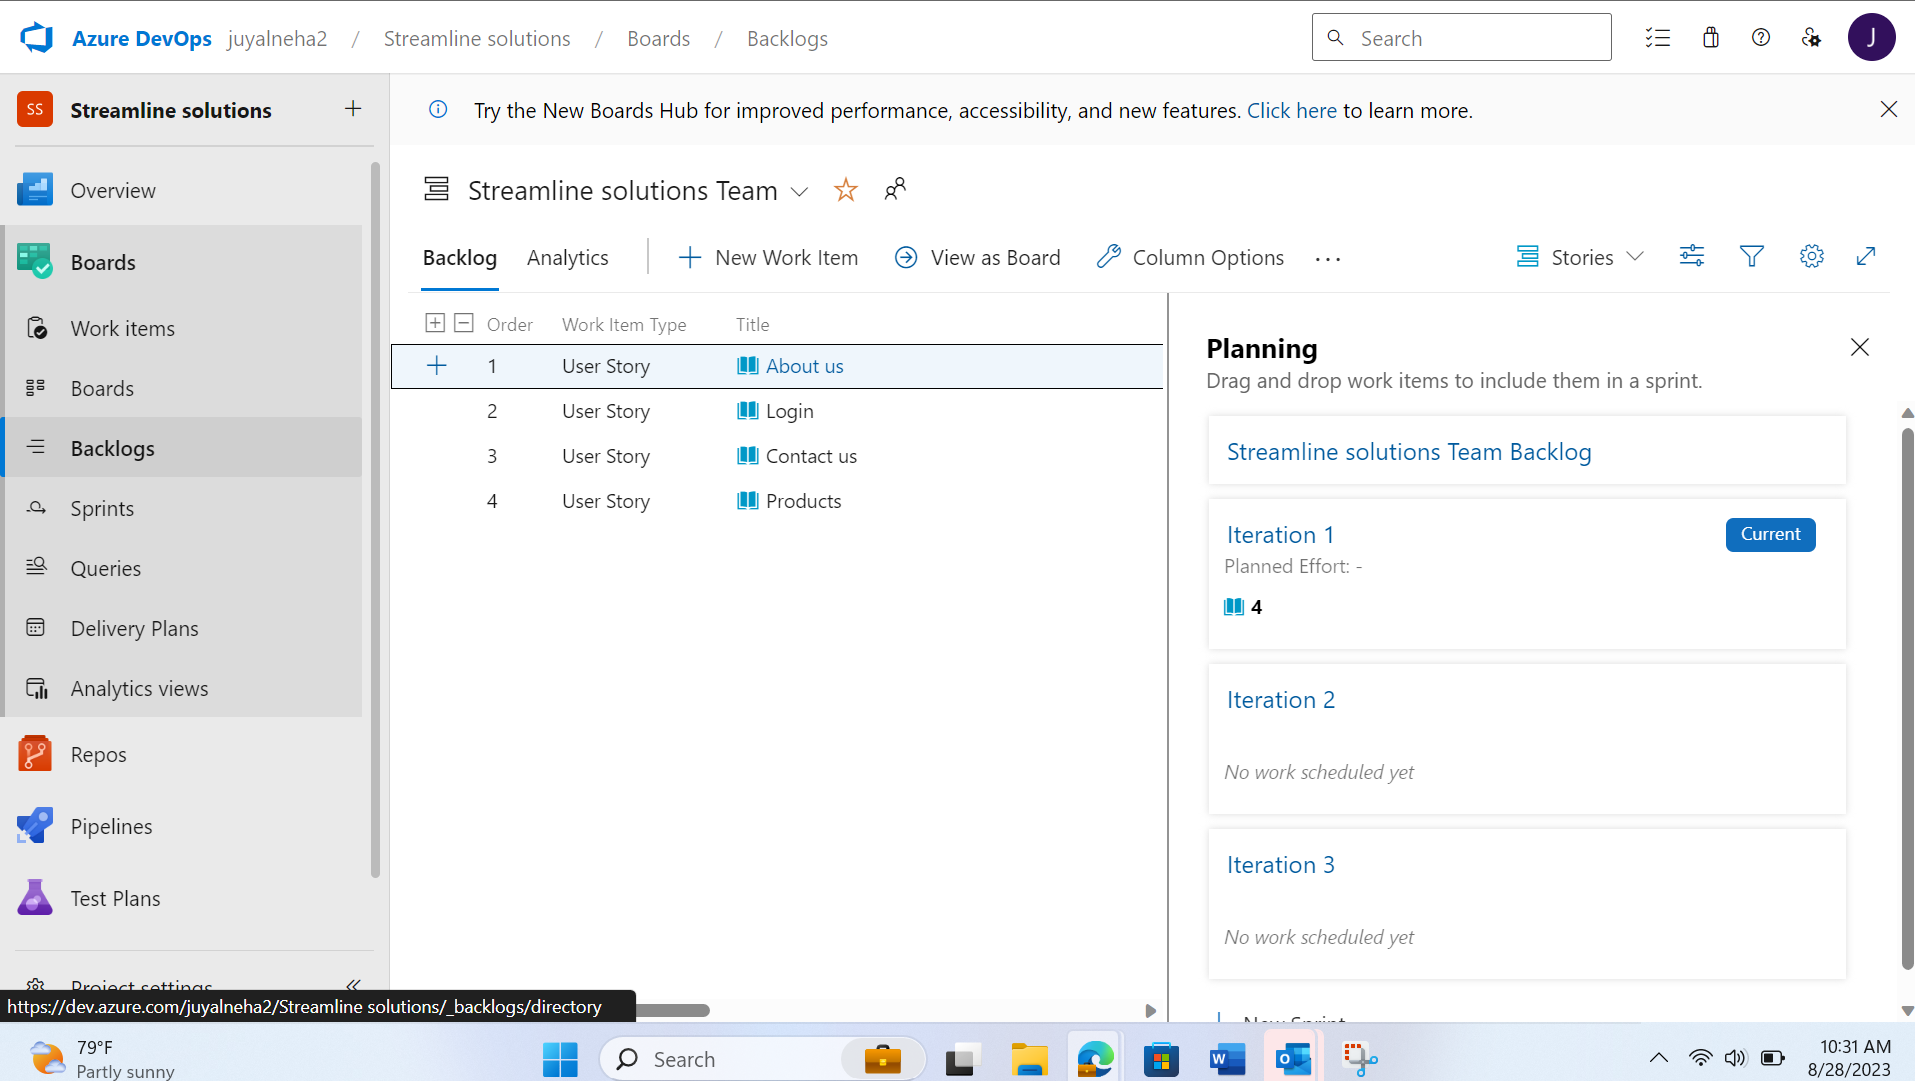 Azure DevOps juyalneha2 / Streamline solutions / Boards / Backlogs
Search
J
SS Streamline solutions
Try the New Boards Hub for improved performance, accessibility, and new features. Click here to learn more.
Overview
Boards
Work items
Boards
Backlogs
Sprints
Queries
Delivery Plans
Analytics views
Repos
Pipelines
Test Plans
Project settings
https://dev.azure.com/juyalneha2/Streamline solutions/_backlogs/directory
Streamline solutions Team
Backlog Analytics New Work Item View as Board Column Options ... Stories
Order Work Item Type Title
1 User Story About us
2 User Story Login
3 User Story Contact us
4 User Story Products
Planning
Drag and drop work items to include them in a sprint.
Streamline solutions Team Backlog
Iteration 1 Current
Planned Effort: -
4
Iteration 2
No work scheduled yet
Iteration 3
No work scheduled yet
New Sprint
79°F
Partly sunny
Search
W
O
10:31 AM
8/28/2023